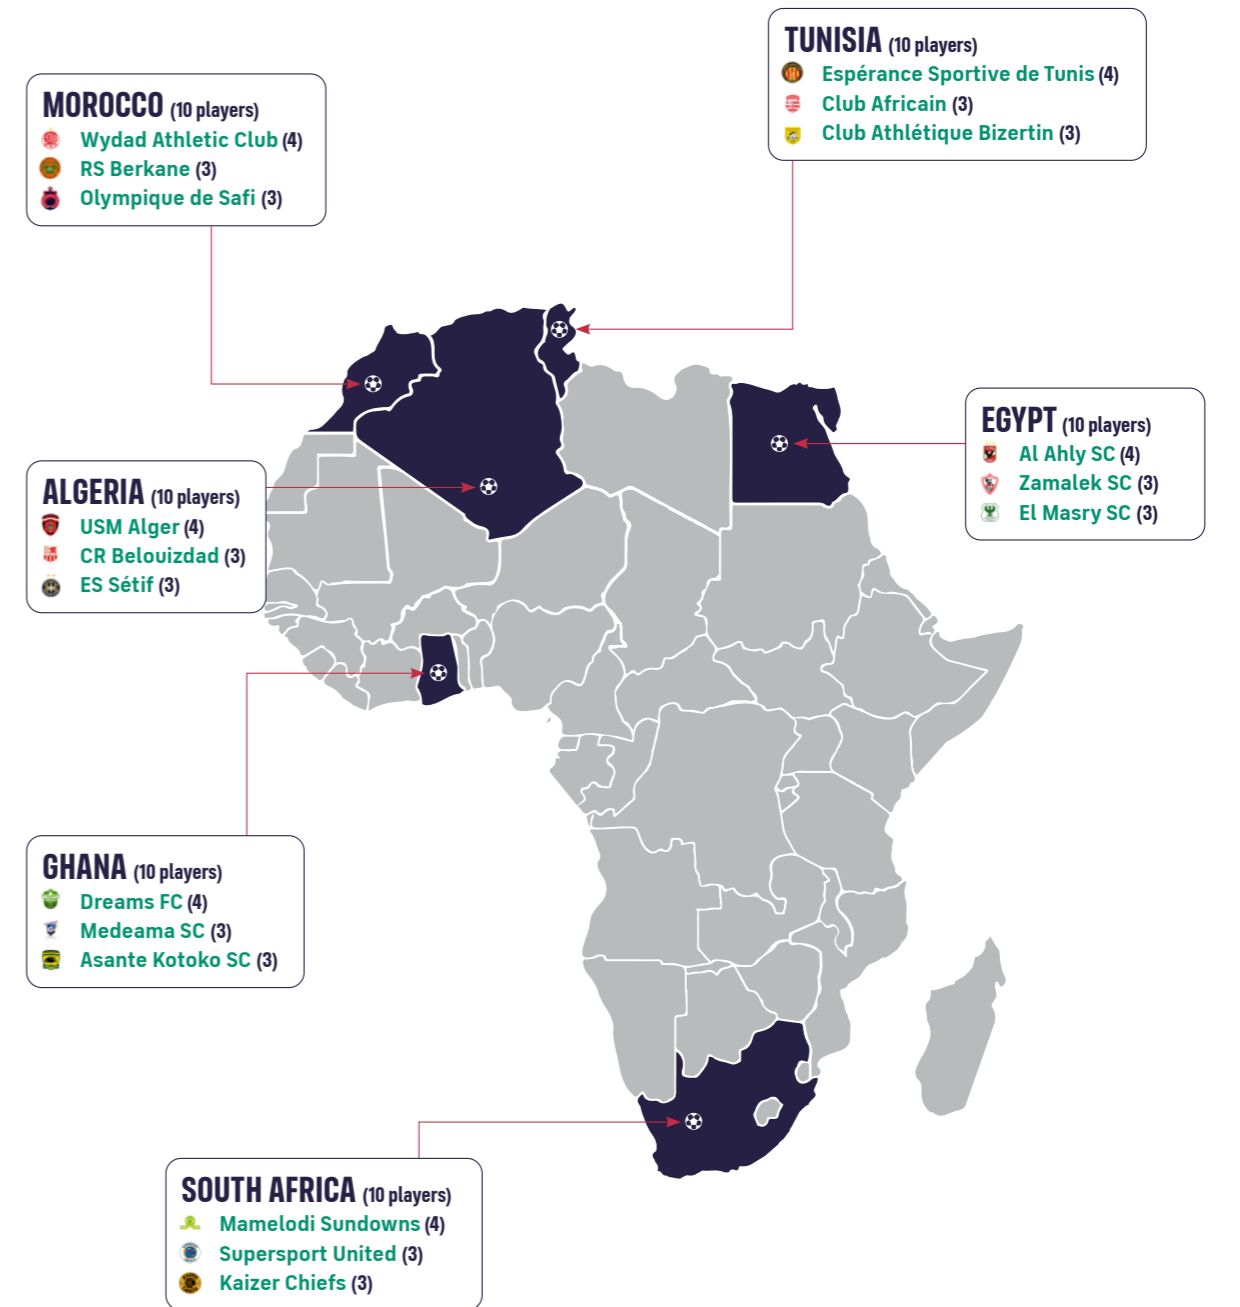 TUNISIA (10 players)
Espérance Sportive de Tunis (4)
Club Africain (3)
Club Athlétique Bizertin (3)
MOROCCO (10 players)
Wydad Athletic Club (4)
RS Berkane (3)
Olympique de Safi (3)
EGYPT (10 players)
Al Ahly SC (4)
Zamalek SC (3)
El Masry SC (3)
ALGERIA (10 players)
USM Alger (4)
CR Belouizdad (3)
ES Sétif (3)
GHANA (10 players)
Dreams FC (4)
Medeama SC (3)
Asante Kotoko SC (3)
SOUTH AFRICA (10 players)
Mamelodi Sundowns (4)
Supersport United (3)
Kaizer Chiefs (3)